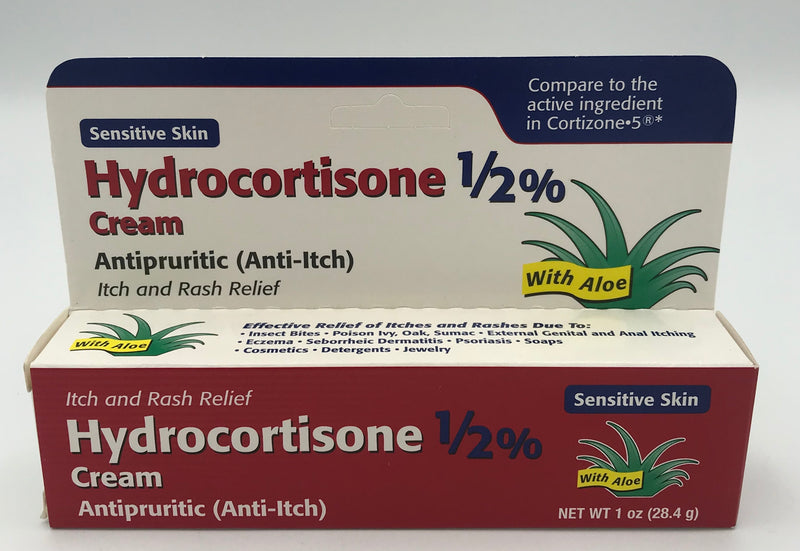 Compare to the
active ingredient
in Cortizone•5®*
Sensitive Skin
Hydrocortisone 1/2%
Cream
Antipruritic (Anti-Itch)
Itch and Rash Relief
With Aloe
With Aloe
Effective Relief of Itches and Rashes Due To:
• Insect Bites • Poison Ivy, Oak, Sumac • External Genital and Anal Itching
• Eczema • Seborrheic Dermatitis • Psoriasis • Soaps
• Cosmetics • Detergents • Jewelry
Itch and Rash Relief
Hydrocortisone 1/2%
Cream
Antipruritic (Anti-Itch)
Sensitive Skin
With Aloe
NET WT 1 oz (28.4 g)